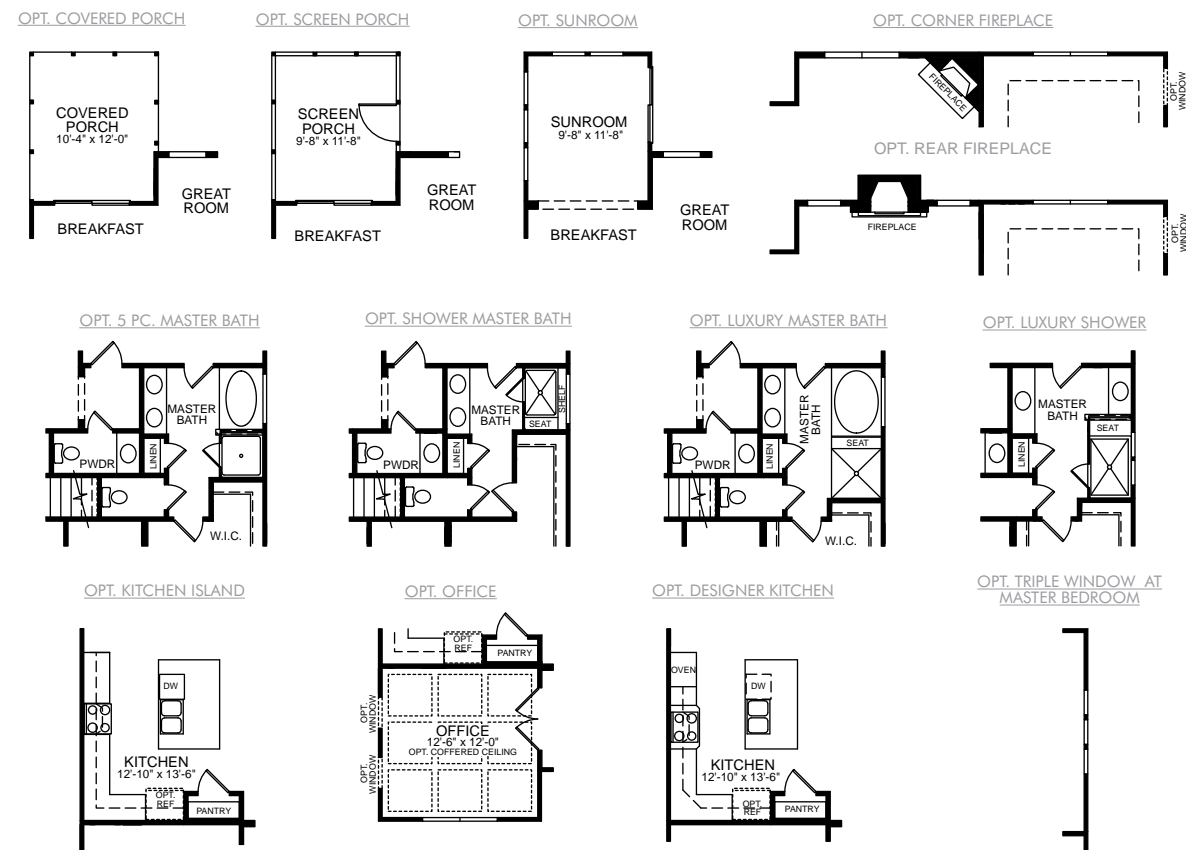 OPT. COVERED PORCH
COVERED
PORCH
10'-4" x 12'-0"
GREAT
ROOM
BREAKFAST
OPT. SCREEN PORCH
SCREEN
PORCH
9'-8" x 11'-8"
GREAT
ROOM
BREAKFAST
OPT. SUNROOM
SUNROOM
9'-8" x 11'-8"
GREAT
ROOM
BREAKFAST
OPT. CORNER FIREPLACE
FIREPLACE
OPT.
WINDOW
OPT. REAR FIREPLACE
FIREPLACE
OPT.
WINDOW
OPT. 5 PC. MASTER BATH
MASTER
BATH
PWDR
LINEN
W.I.C.
OPT. SHOWER MASTER BATH
MASTER
BATH
SHELF
SEAT
PWDR
LINEN
OPT. LUXURY MASTER BATH
MASTER
BATH
SEAT
PWDR
LINEN
W.I.C.
OPT. LUXURY SHOWER
MASTER
BATH
SEAT
LINEN
OPT. KITCHEN ISLAND
DW
KITCHEN
12'-10" x 13'-6"
OPT.
REF
PANTRY
OPT. OFFICE
OPT.
REF
PANTRY
OPT.
WINDOW
OFFICE
12'-6" x 12'-0"
OPT. COFFERED CEILING
OPT.
WINDOW
OPT. DESIGNER KITCHEN
OVEN
DW
KITCHEN
12'-10" x 13'-6"
OPT.
REF
PANTRY
OPT. TRIPLE WINDOW AT
MASTER BEDROOM